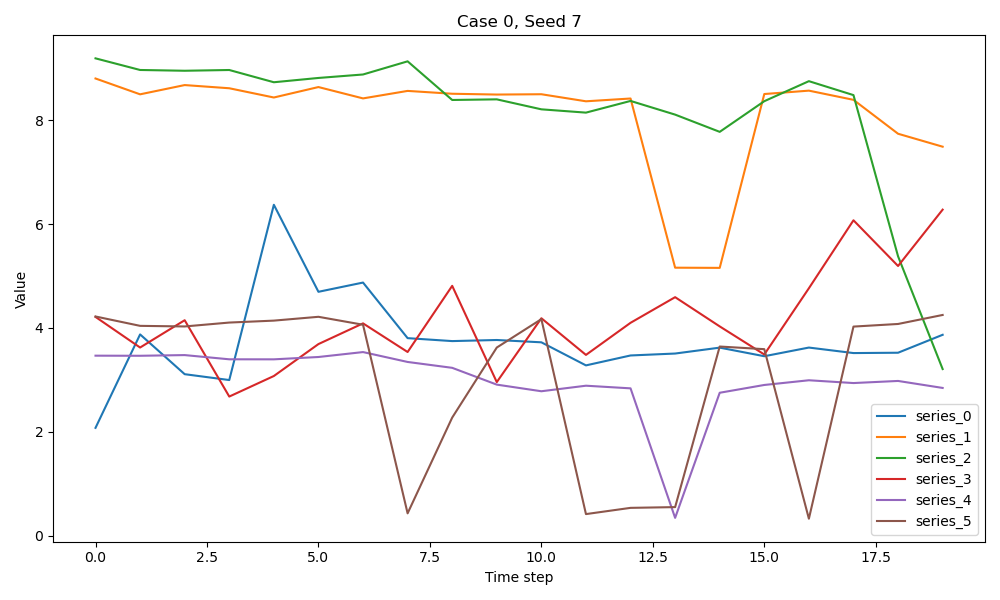 Case 0, Seed 7
Value
8
6
4
2
0
0.0 2.5 5.0 7.5 10.0 12.5 15.0 17.5
Time step
series_0
series_1
series_2
series_3
series_4
series_5